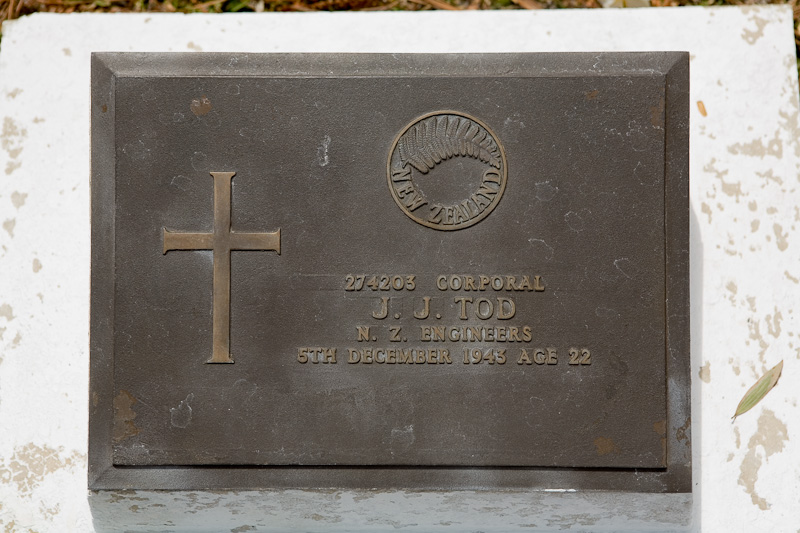 NEW ZEALAND
274203 CORPORAL
J. J. TOD
N. Z. ENGINEERS
5TH DECEMBER 1943 AGE 22